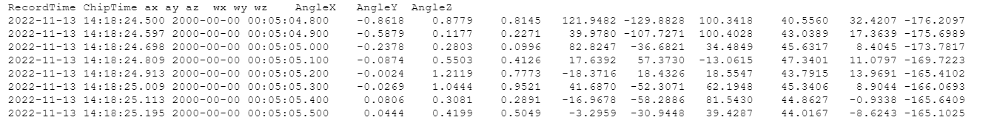 RecordTime ChipTime ax ay az wx wy wz AngleX AngleY AngleZ
2022-11-13 14:18:24.500 2000-00-00 00:05:04.800 -0.8618 0.8779 0.8145 121.9482 -129.8828 100.3418 40.5560 32.4207 -176.2097
2022-11-13 14:18:24.597 2000-00-00 00:05:04.900 -0.5879 0.1177 0.2271 39.9780 -107.7271 100.4028 43.0389 17.3639 -175.6989
2022-11-13 14:18:24.698 2000-00-00 00:05:05.000 -0.2378 0.2803 0.0996 82.8247 -36.6821 34.4849 45.6317 8.4045 -173.7817
2022-11-13 14:18:24.809 2000-00-00 00:05:05.100 -0.0874 0.5503 0.4126 17.6392 57.3730 -13.0615 47.3401 11.0797 -169.7223
2022-11-13 14:18:24.913 2000-00-00 00:05:05.200 -0.0024 1.2119 0.7773 -18.3716 18.4326 18.5547 43.7915 13.9691 -165.4102
2022-11-13 14:18:25.009 2000-00-00 00:05:05.300 -0.0269 1.0444 0.9521 41.6870 -52.3071 62.1948 45.3406 8.9044 -166.0693
2022-11-13 14:18:25.113 2000-00-00 00:05:05.400 0.0806 0.3081 0.2891 -16.9678 -58.2886 81.5430 44.8627 -0.9338 -165.6409
2022-11-13 14:18:25.195 2000-00-00 00:05:05.500 0.0444 0.4199 0.5049 -3.2959 -30.9448 39.4287 44.0167 -8.6243 -165.1025